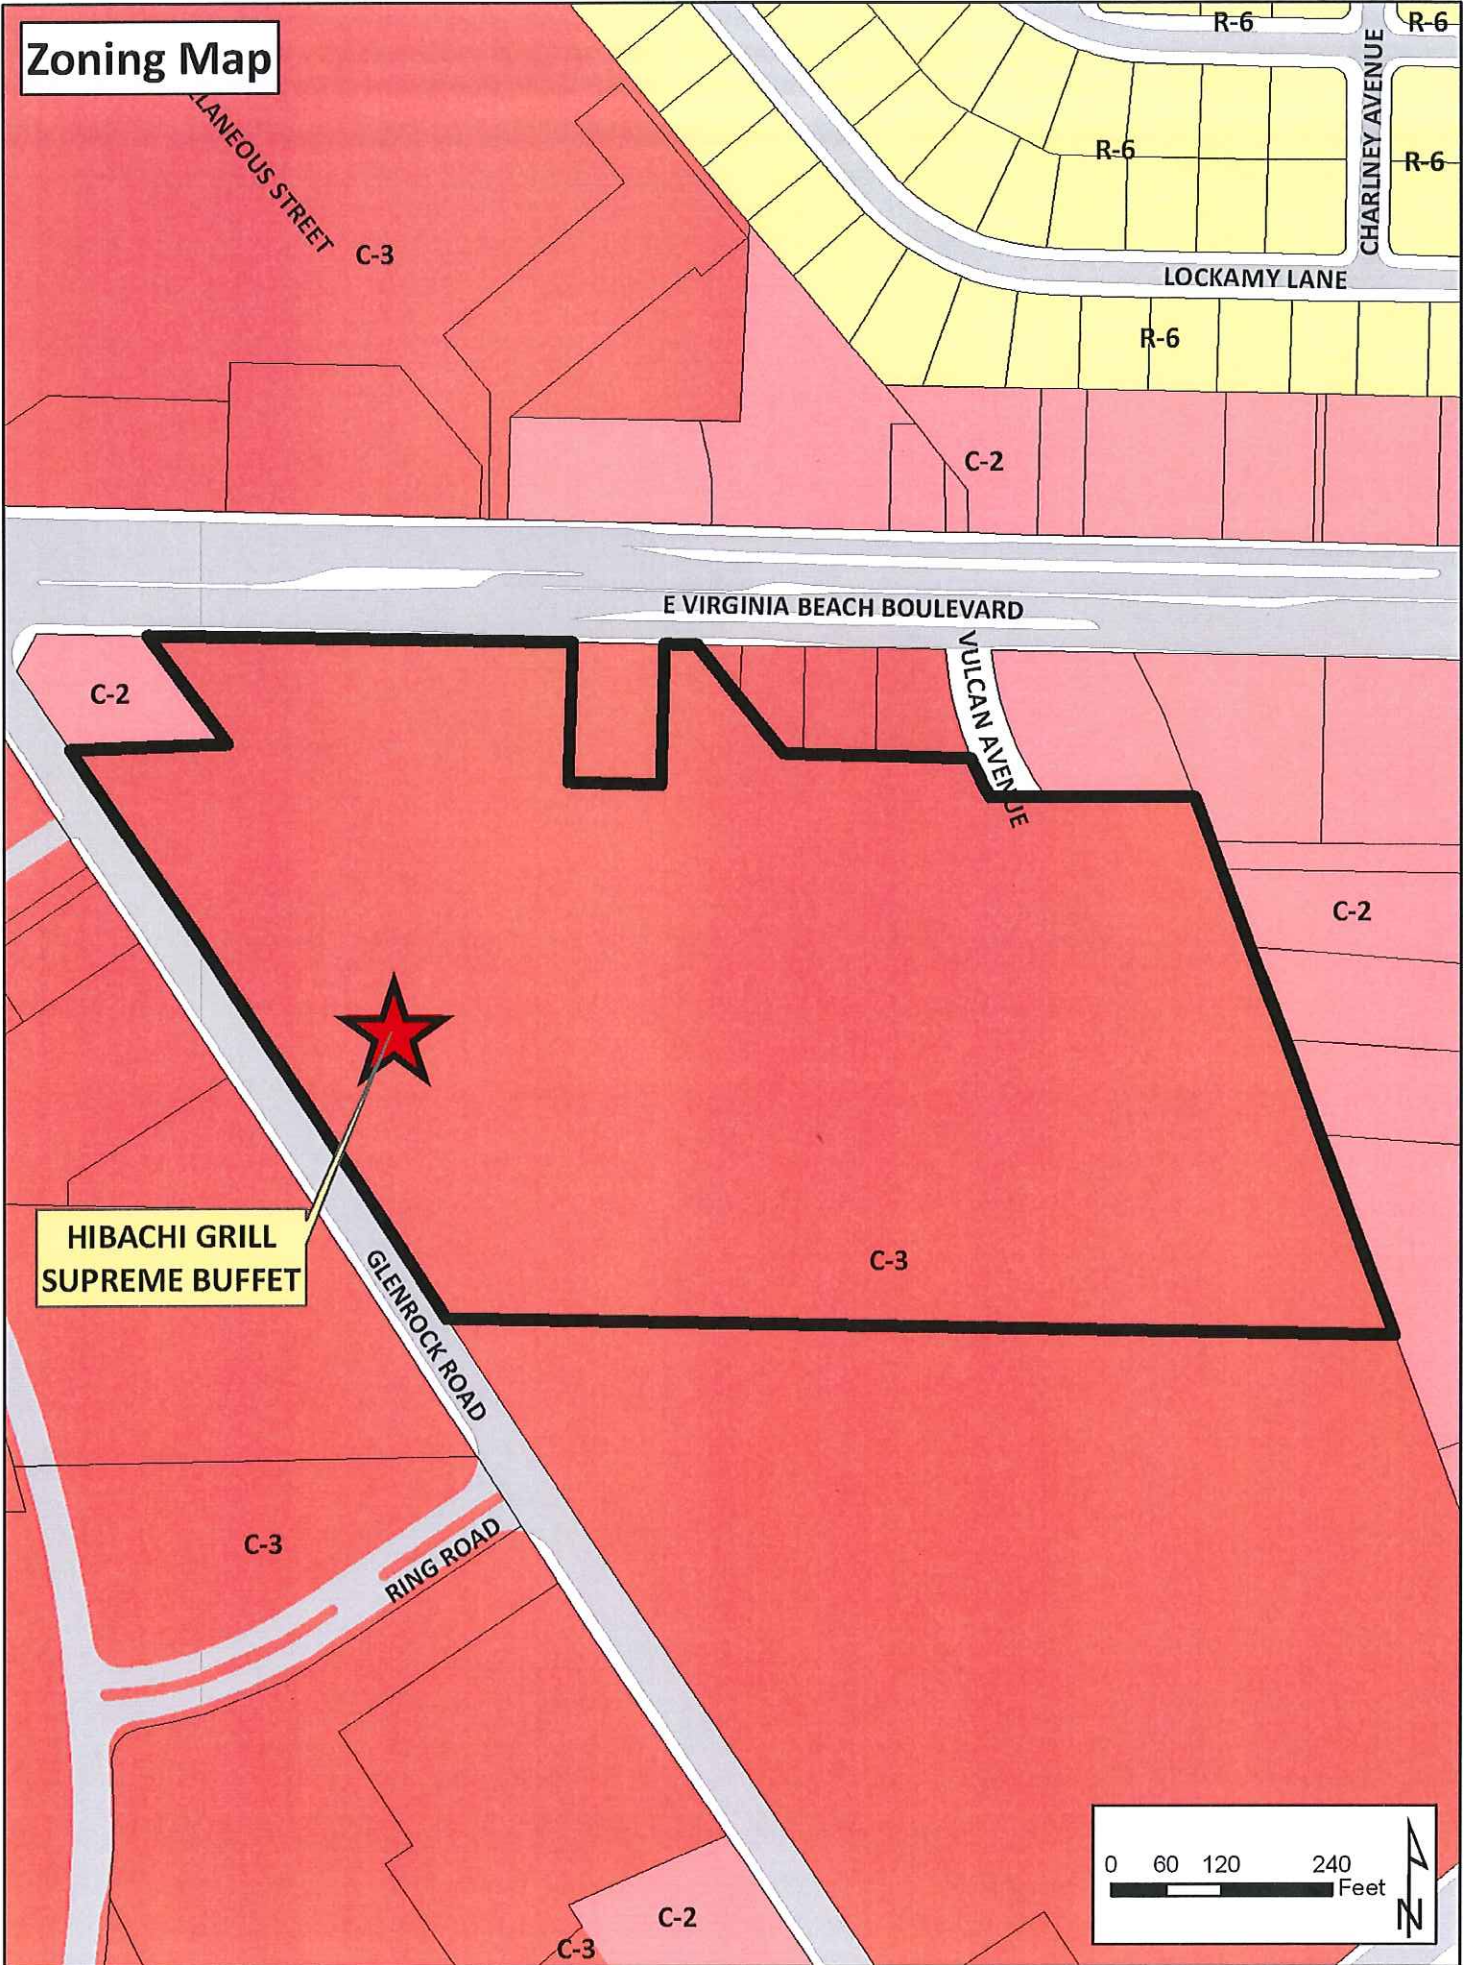 Zoning Map
R-6
R-6
CHARLNEY AVENUE
R-6
R-6
LANEOUS STREET
C-3
LOCKAMY LANE
R-6
C-2
E VIRGINIA BEACH BOULEVARD
VULCAN AVENUE
C-2
C-2
HIBACHI GRILL
SUPREME BUFFET
C-3
GLENROCK ROAD
C-3
RING ROAD
0 60 120 240
Feet
N
C-2
C-3